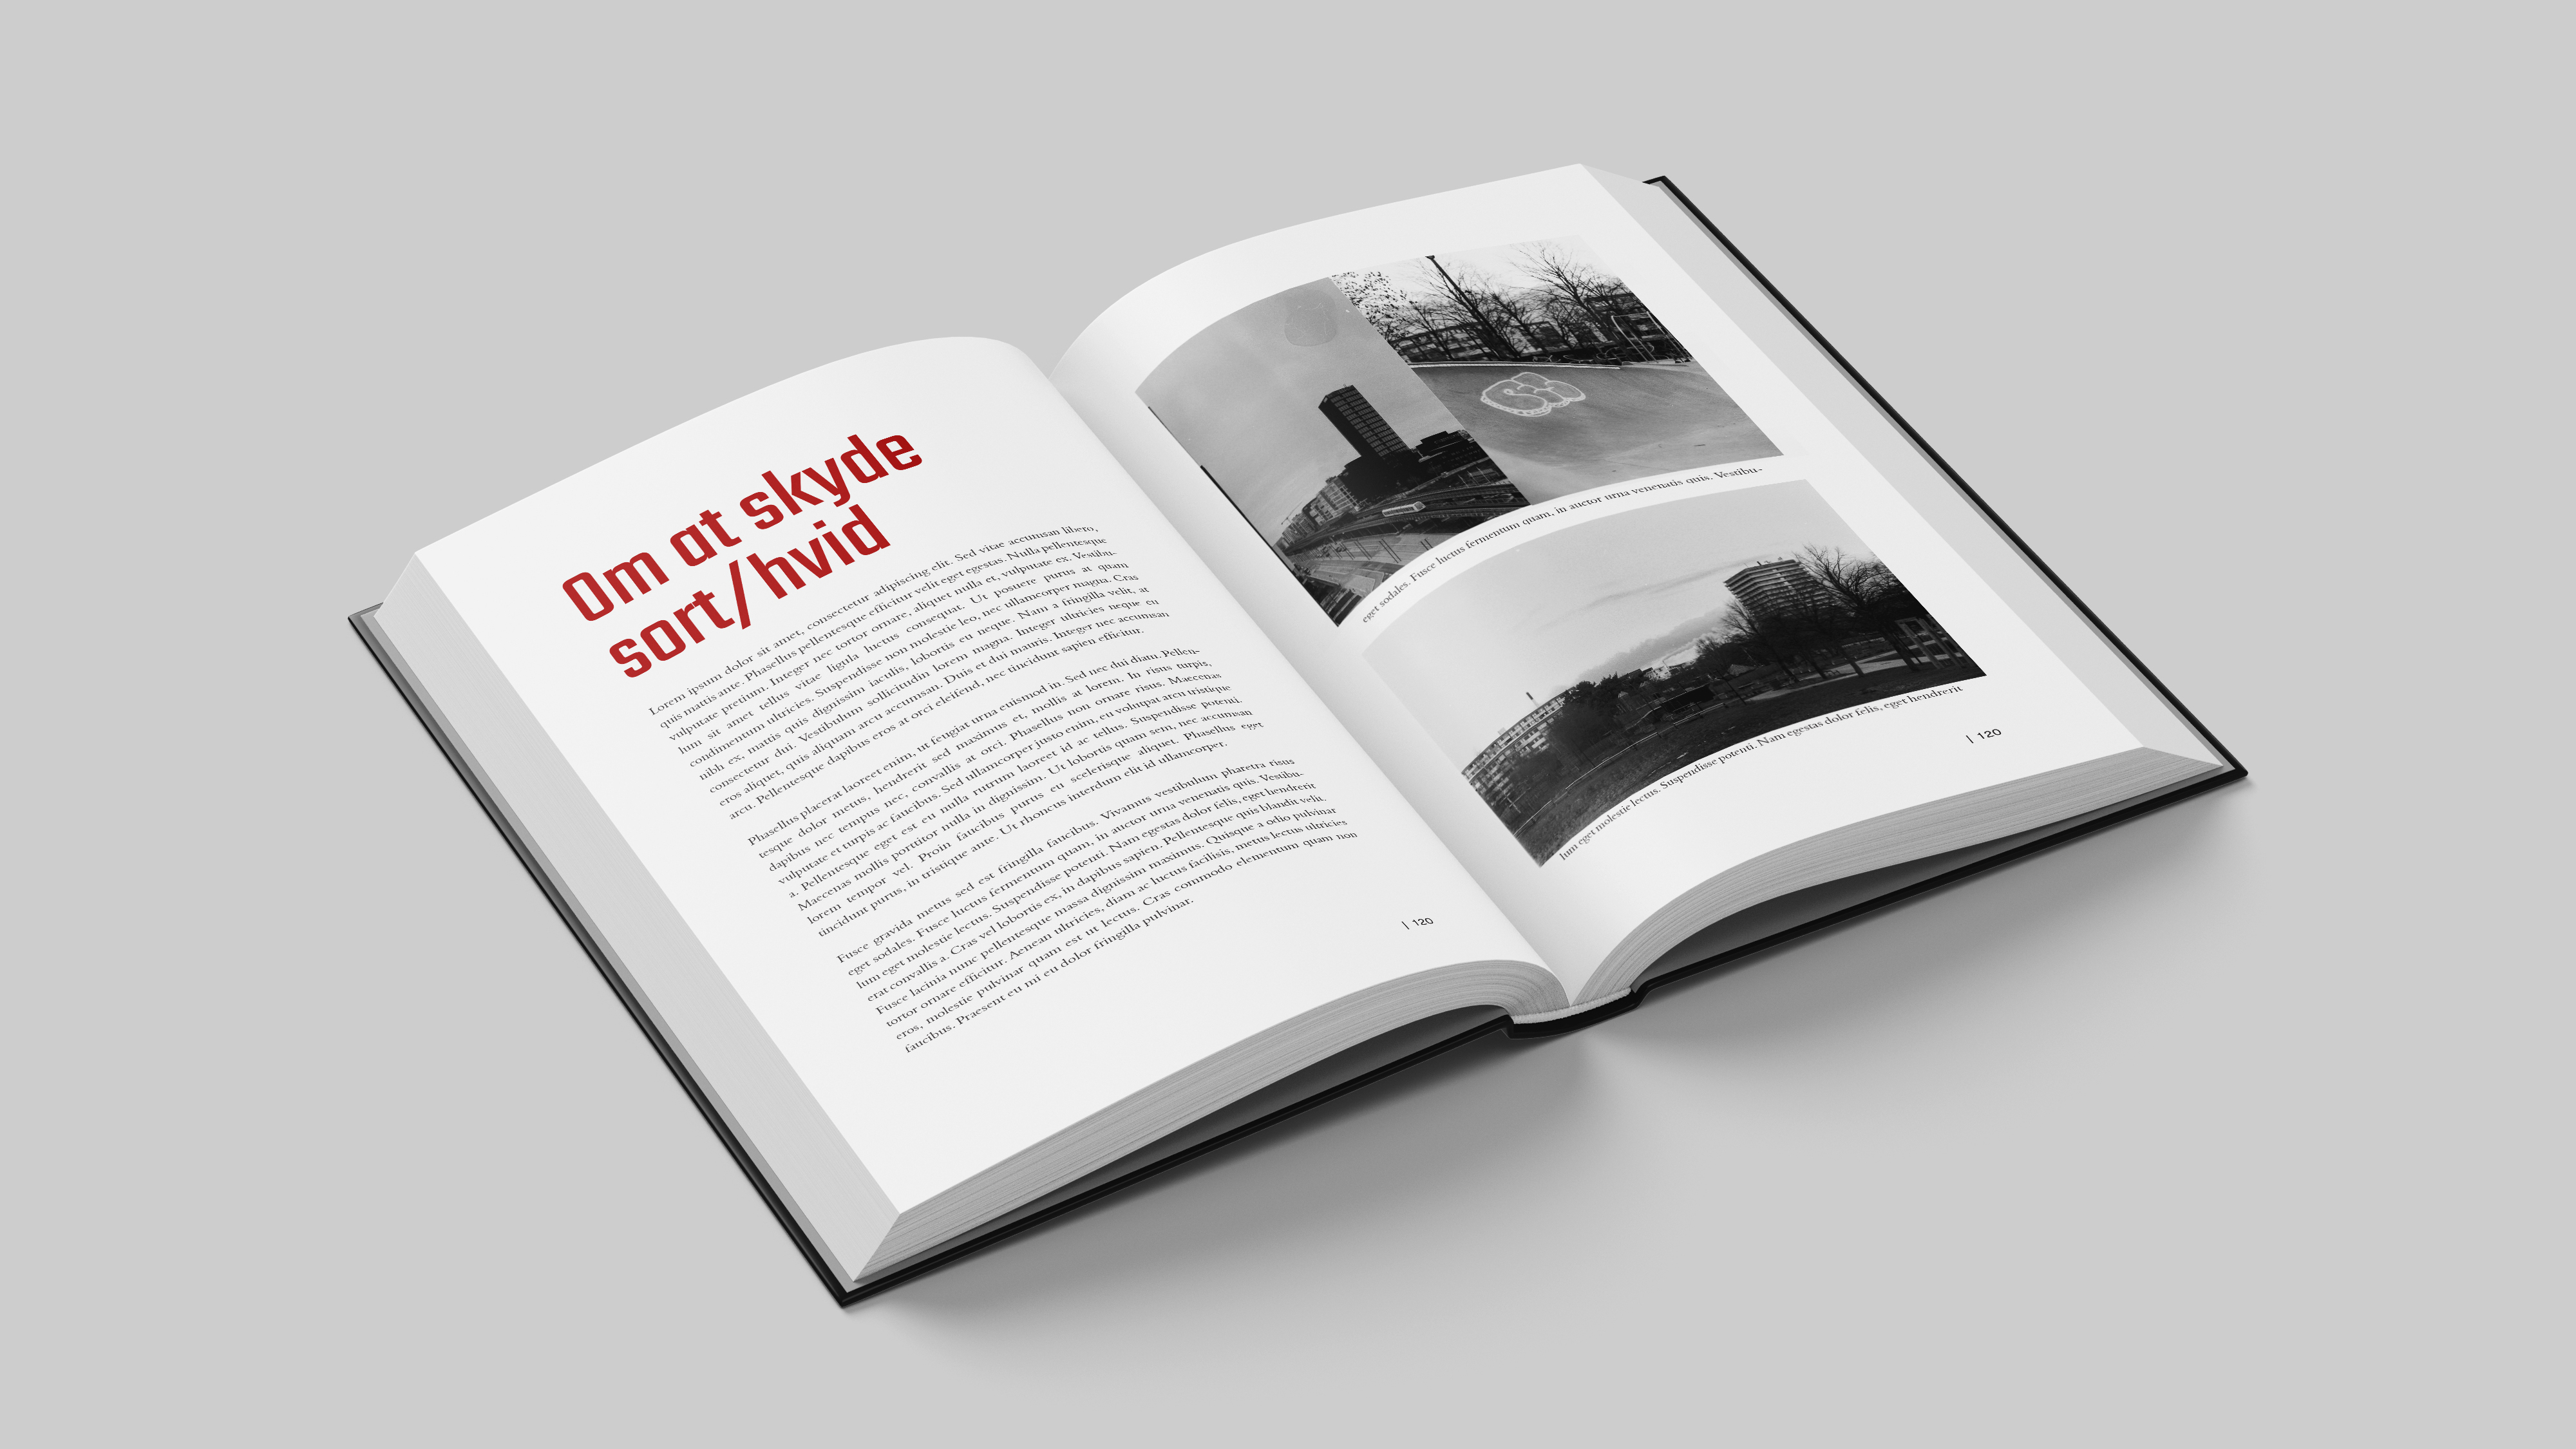 Om at skyde
sort/hvid
Lorem ipsum dolor sit amet, consectetur adipiscing elit. Sed vitae accumsan libero,
quis mattis ante. Phasellus pellentesque efficitur velit eget egestas. Nulla pellentesque
vulputate pretium. Integer nec tortor ornare, aliquet nulla et, vulputate ex. Vestibu-
lum sit amet tellus vitae ligula luctus consequat. Ut posuere purus at quam
condimentum ultricies. Suspendisse non molestie leo, nec ullamcorper magna. Cras
nibh ex, mattis quis dignissim iaculis, lobortis eu neque. Nam a fringilla velit, at
consectetur dui. Vestibulum sollicitudin lorem magna. Integer ultricies neque eu
eros aliquet, quis aliquam arcu accumsan. Duis et dui mauris. Integer nec accumsan
arcu. Pellentesque dapibus eros at orci eleifend, nec tincidunt sapien efficitur.
Phasellus placerat laoreet enim, ut feugiat urna euismod in. Sed nec dui diam. Pellen-
tesque dolor metus, hendrerit sed maximus et, mollis at lorem. In risus turpis,
dapibus nec tempus nec, convallis at orci. Phasellus non ornare risus. Maecenas
vulputate et turpis ac faucibus. Sed ullamcorper justo enim, eu volutpat arcu tristique
a. Pellentesque eget est eu nulla rutrum laoreet id ac tellus. Suspendisse potenti.
Maecenas mollis porttitor nulla in dignissim. Ut lobortis quam sem, nec accumsan
lorem tempor vel. Proin faucibus purus eu scelerisque aliquet. Phasellus eget
tincidunt purus, in tristique ante. Ut rhoncus interdum elit id ullamcorper.
Fusce gravida metus sed est fringilla faucibus. Vivamus vestibulum pharetra risus
eget sodales. Fusce luctus fermentum quam, in auctor urna venenatis quis. Vestibu-
lum eget molestie lectus. Suspendisse potenti. Nam egestas dolor felis, eget hendrerit
erat convallis a. Cras vel lobortis ex, in dapibus sapien. Pellentesque quis blandit velit.
Fusce lacinia nunc pellentesque massa dignissim maximus. Quisque a odio pulvinar
tortor ornare efficitur. Aenean ultricies, diam ac luctus facilisis, metus lectus ultricies
eros, molestie pulvinar quam est ut lectus. Cras commodo elementum quam non
faucibus. Praesent eu mi eu dolor fringilla pulvinar.
| 120
eget sodales. Fusce luctus fermentum quam, in auctor urna venenatis quis. Vestibu-
lum eget molestie lectus. Suspendisse potenti. Nam egestas dolor felis, eget hendrerit
| 120